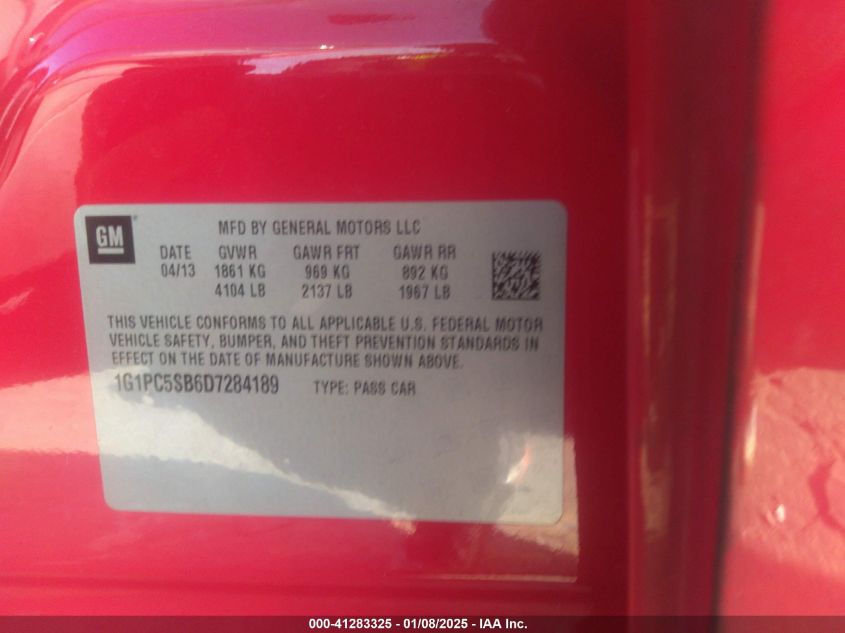 GM
MFD BY GENERAL MOTORS LLC
DATE GVWR GAWR FRT GAWR RR
04/13 1861 KG 969 KG 892 KG
4104 LB 2137 LB 1967 LB
THIS VEHICLE CONFORMS TO ALL APPLICABLE U.S. FEDERAL MOTOR
VEHICLE SAFETY, BUMPER, AND THEFT PREVENTION STANDARDS IN
EFFECT ON THE DATE OF MANUFACTURE SHOWN ABOVE.
1G1PC5SB6D7284189 TYPE: PASS CAR
000-41283325 - 01/08/2025 - IAA Inc.